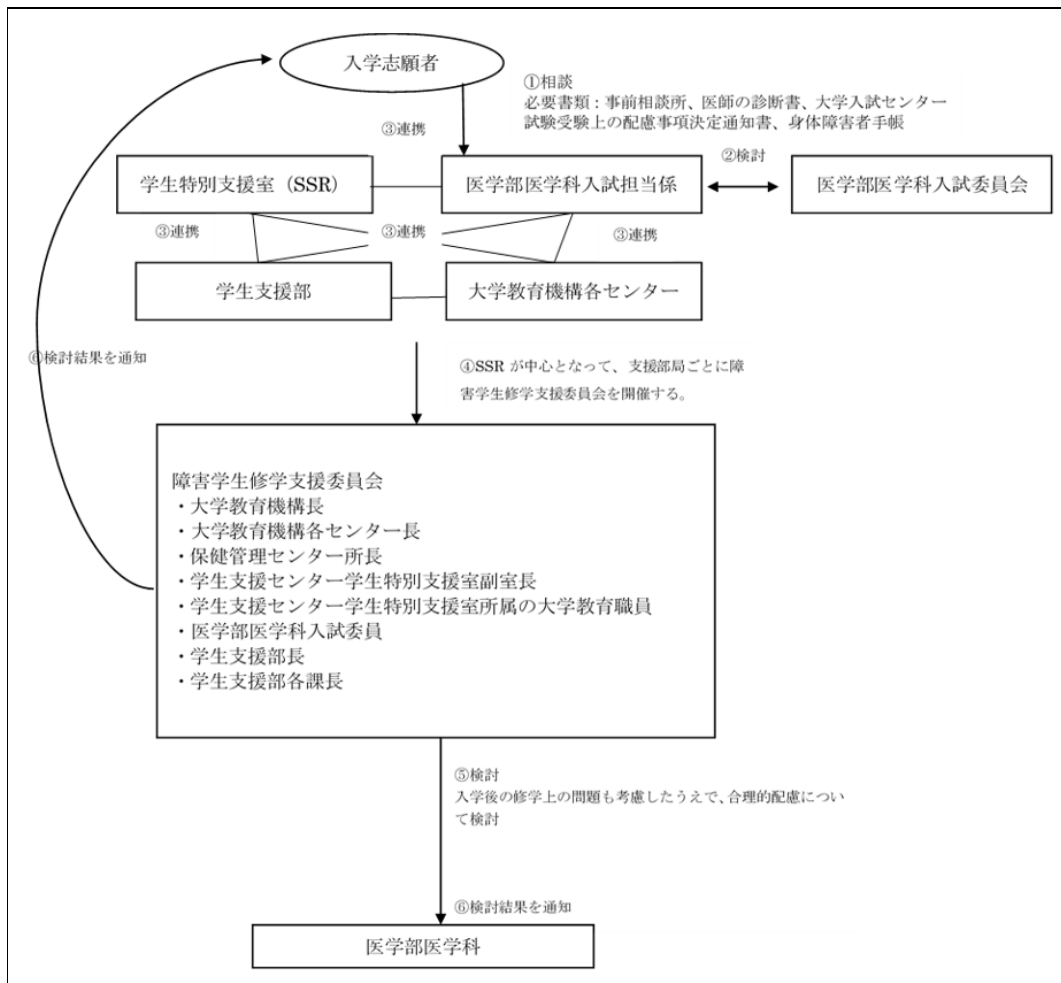 入学志願者
①相談
必要書類：事前相談所、医師の診断書、大学入試センター
試験受験上の配慮事項決定通知書、身体障害者手帳
③連携
②検討
学生特別支援室（SSR）
医学部医学科入試担当係
医学部医学科入試委員会
③連携
③連携
③連携
学生支援部
大学教育機構各センター
⑥検討結果を通知
④SSR が中心となって、支援部局ごとに障
害学生修学支援委員会を開催する。
障害学生修学支援委員会
・大学教育機構長
・大学教育機構各センター長
・保健管理センター所長
・学生支援センター学生特別支援室副室長
・学生支援センター学生特別支援室所属の大学教育職員
・医学部医学科入試委員
・学生支援部長
・学生支援部各課長
⑤検討
入学後の修学上の問題も考慮したうえで、合理的配慮につい
て検討
⑥検討結果を通知
医学部医学科